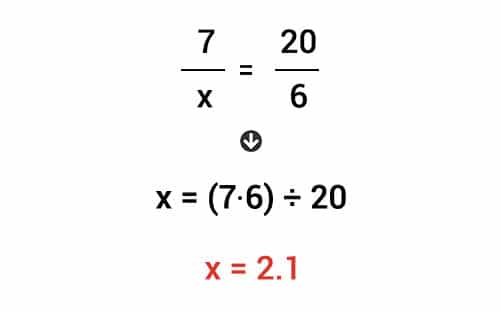 7/x = 20/6
x = (7·6) ÷ 20
x = 2.1